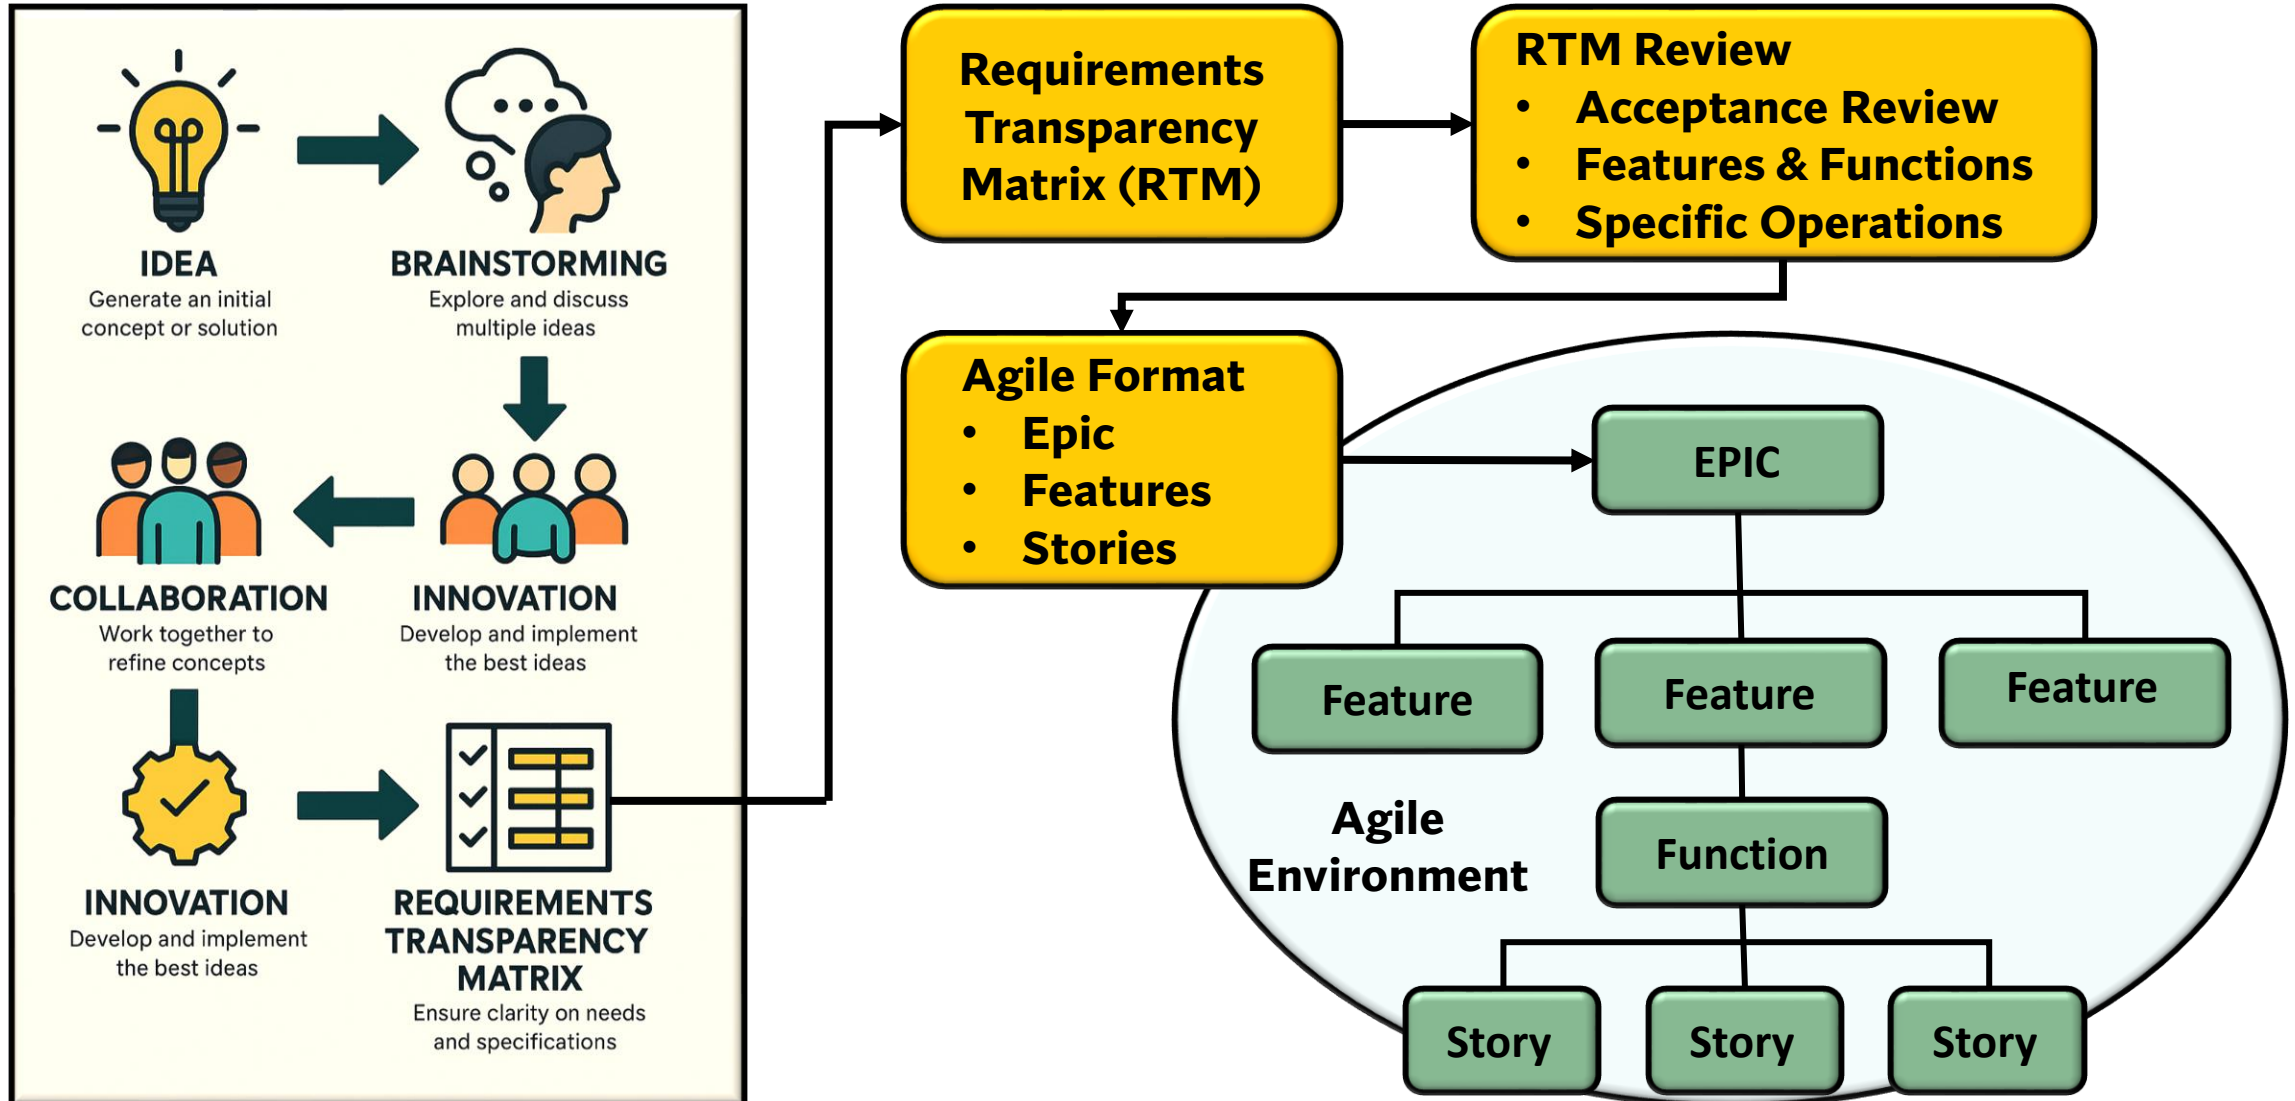 IDEA
Generate an initial
concept or solution
BRAINSTORMING
Explore and discuss
multiple ideas
COLLABORATION
Work together to
refine concepts
INNOVATION
Develop and implement
the best ideas
INNOVATION
Develop and implement
the best ideas
REQUIREMENTS
TRANSPARENCY
MATRIX
Ensure clarity on needs
and specifications
Requirements
Transparency
Matrix (RTM)
RTM Review
• Acceptance Review
• Features & Functions
• Specific Operations
Agile Format
• Epic
• Features
• Stories
EPIC
Feature
Feature
Feature
Agile
Environment
Function
Story
Story
Story